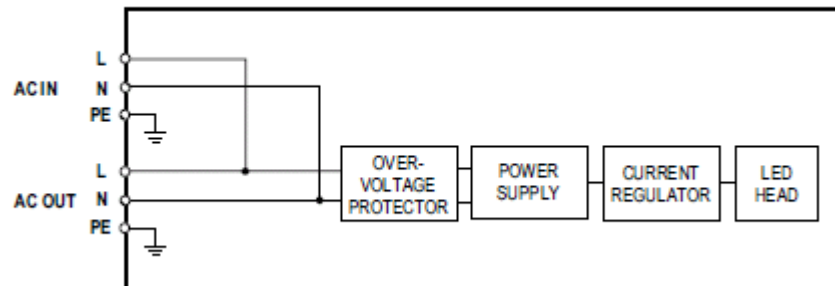 L
AC IN N
PE
L
AC OUT N
PE
OVER-
VOLTAGE
PROTECTOR
POWER
SUPPLY
CURRENT
REGULATOR
LED
HEAD